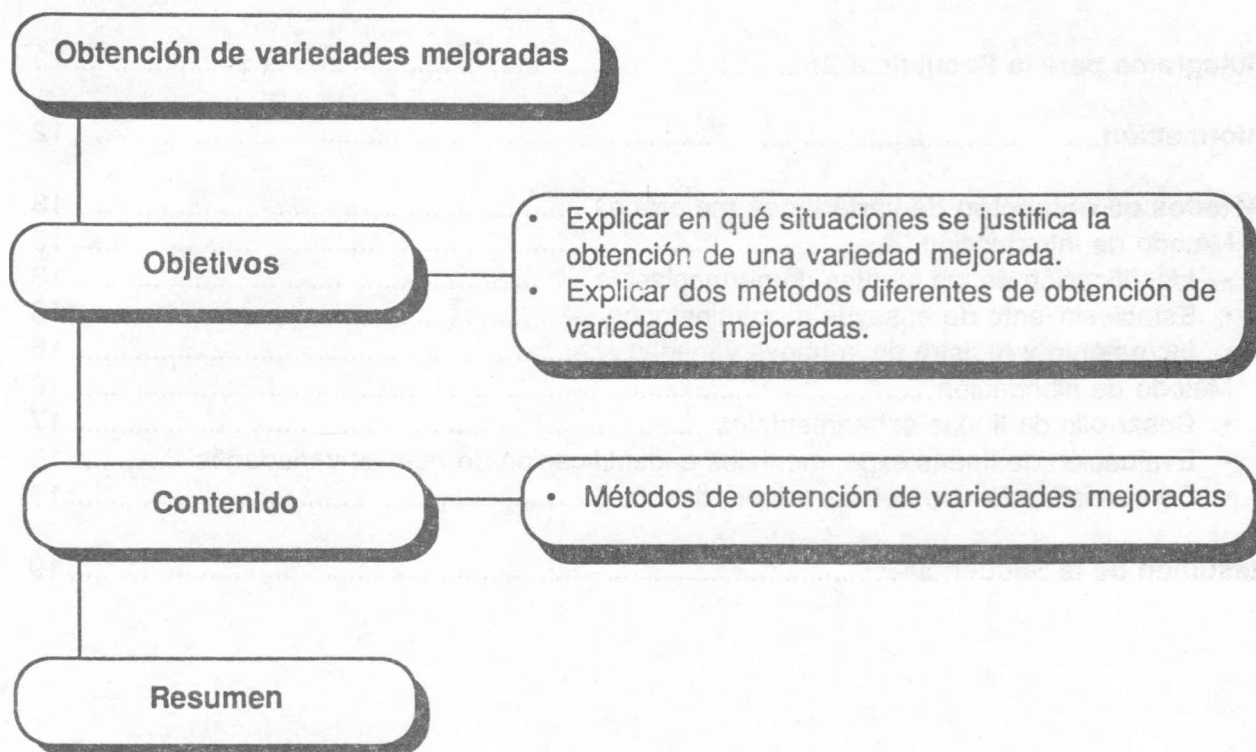 Obtención de variedades mejoradas
Objetivos
• Explicar en qué situaciones se justifica la
obtención de una variedad mejorada.
• Explicar dos métodos diferentes de obtención de
variedades mejoradas.
Contenido
• Métodos de obtención de variedades mejoradas
Resumen